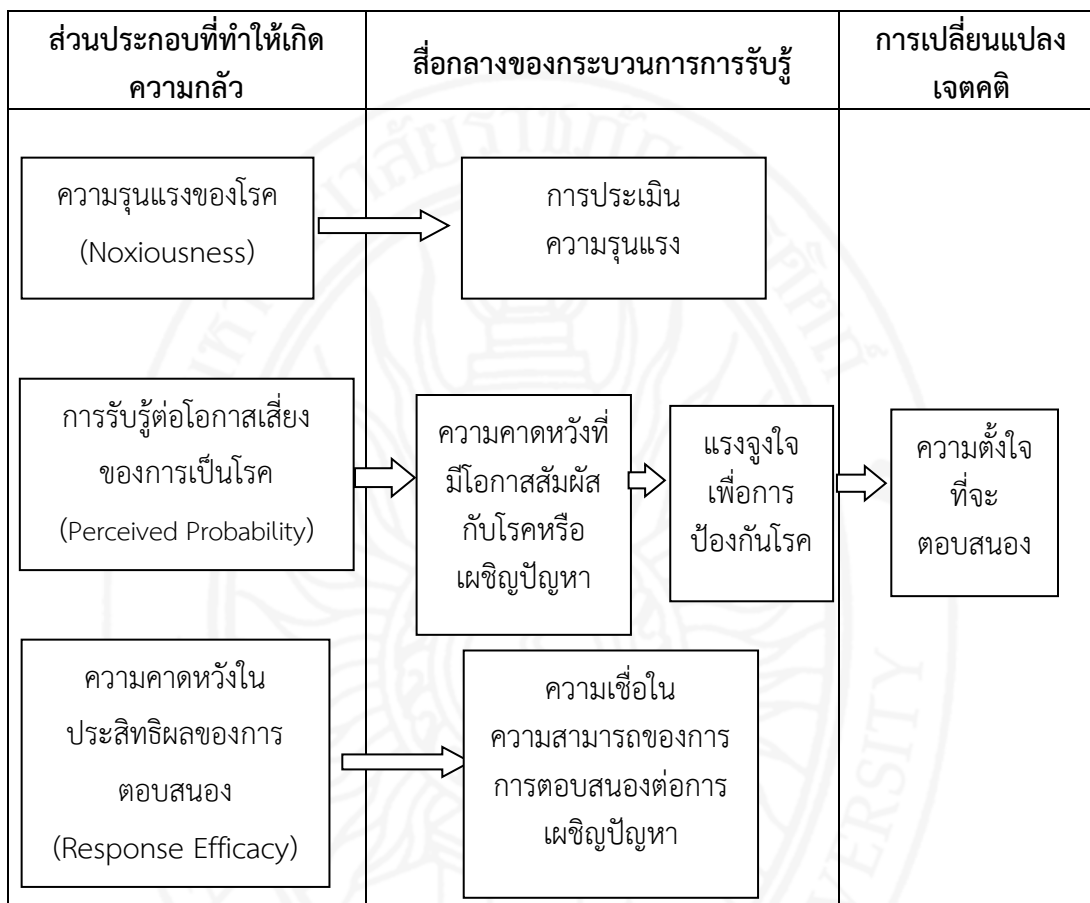 ส่วนประกอบที่ทำให้เกิด
ความกลัว
สื่อกลางของกระบวนการการรับรู้
การเปลี่ยนแปลง
เจตคติ
ความรุนแรงของโรค
(Noxiousness)
การประเมิน
ความรุนแรง
การรับรู้ต่อโอกาสเสี่ยง
ของการเป็นโรค
(Perceived Probability)
ความคาดหวังที่
มีโอกาสสัมผัส
กับโรคหรือ
เผชิญปัญหา
แรงจูงใจ
เพื่อการ
ป้องกันโรค
ความตั้งใจ
ที่จะ
ตอบสนอง
ความคาดหวังใน
ประสิทธิผลของการ
ตอบสนอง
(Response Efficacy)
ความเชื่อใน
ความสามารถของการ
การตอบสนองต่อการ
เผชิญปัญหา